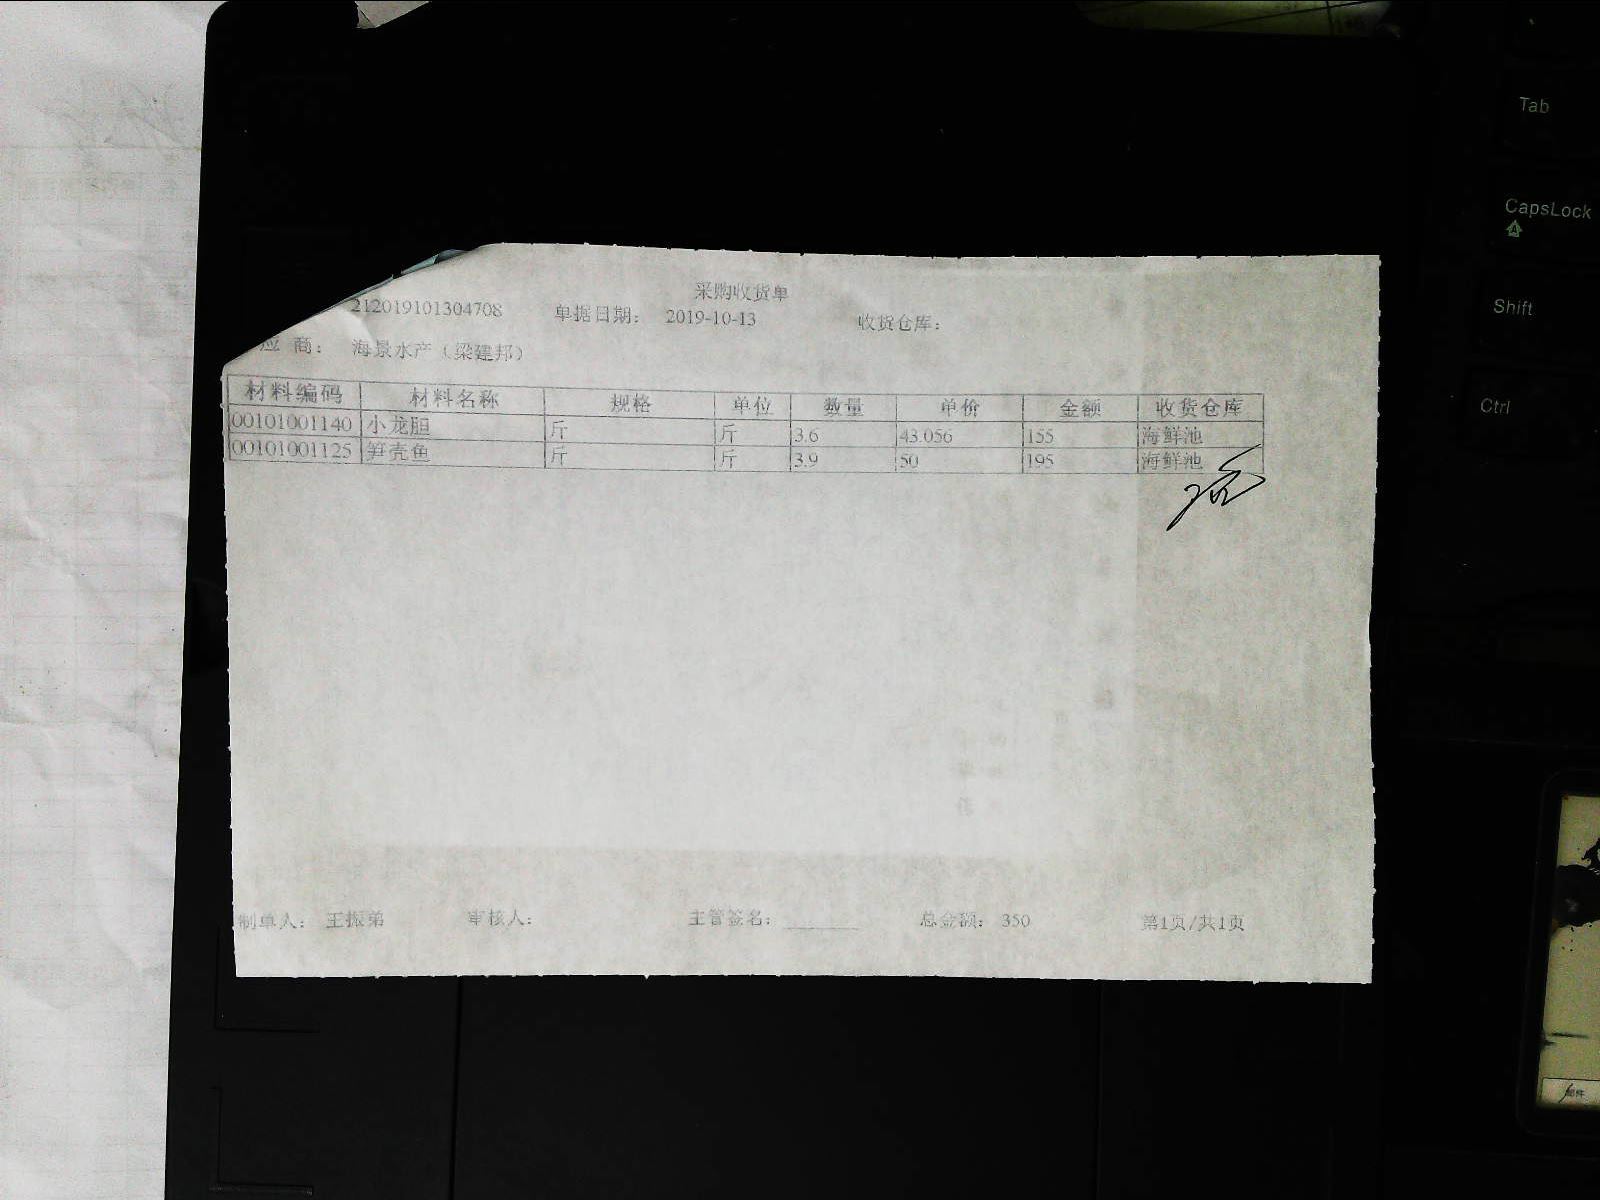 采购收货单
212019101304708 单据日期： 2019-10-13 收货仓库：
应 商： 海景水产（梁建邦）
材料编码 材料名称 规格 单位 数量 单价 金额 收货仓库
00101001140 小龙胆 斤 斤 3.6 43.056 155 海鲜池
00101001125 笋壳鱼 斤 斤 3.9 50 195 海鲜池
制单人： 王振弟 审核人： 主管签名： ______ 总金额： 350 第1页/共1页
Tab
CapsLock
Shift
Ctrl
邮件